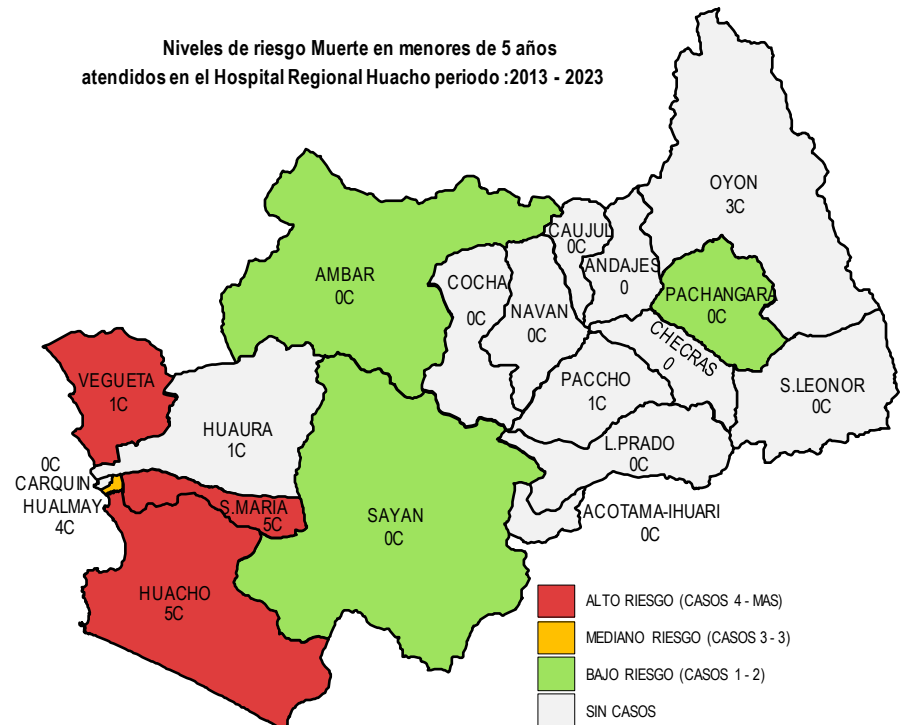 Niveles de riesgo Muerte en menores de 5 años
atendidos en el Hospital Regional Huacho periodo :2013 - 2023
OYON
3C
CAUJUL
0C
ANDAJES
0
AMBAR
0C
COCHA
0C
NAVAN
0C
PACHANGARA
0C
CHECRAS
0
VEGUETA
1C
PACCHO
1C
S.LEONOR
0C
HUAURA
1C
L.PRADO
0C
0C
CARQUIN
HUALMAY
4C
S.MARIA
5C
SAYAN
0C
ACOTAMA-IHUARI
0C
HUACHO
5C
ALTO RIESGO (CASOS 4 - MAS)
MEDIANO RIESGO (CASOS 3 - 3)
BAJO RIESGO (CASOS 1 - 2)
SIN CASOS